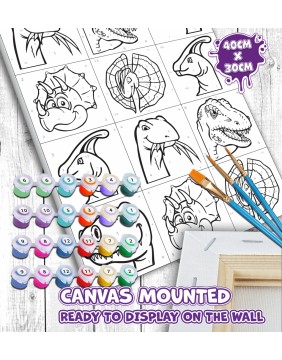 40CM
X
30CM
CANVAS MOUNTED
READY TO DISPLAY ON THE WALL